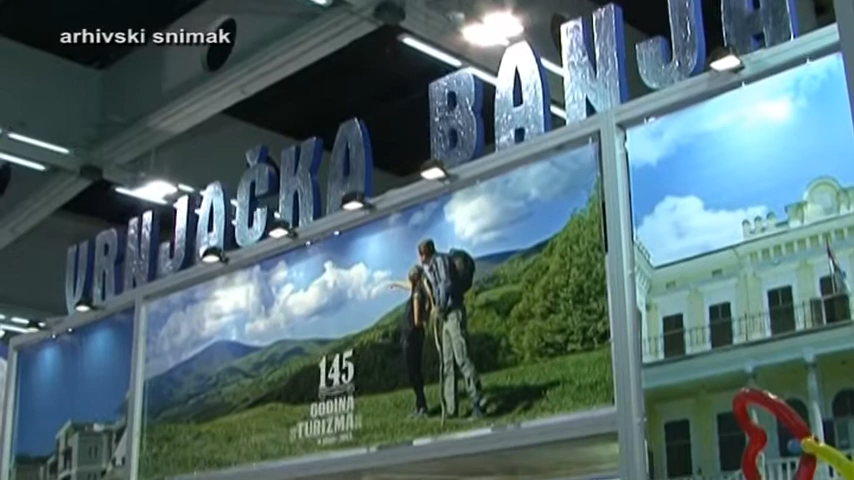 arhivski snimak
VRNJAČKA BANJA
145
GODINA
TURIZMA